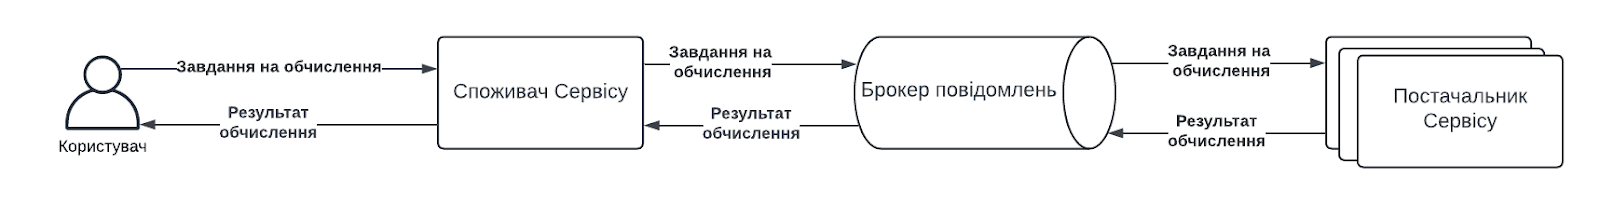 Завдання на обчислення
Результат
обчислення
Користувач
Споживач Сервісу
Завдання на
обчислення
Результат
обчислення
Брокер повідомлень
Завдання на
обчислення
Результат
обчислення
Постачальник
Сервісу